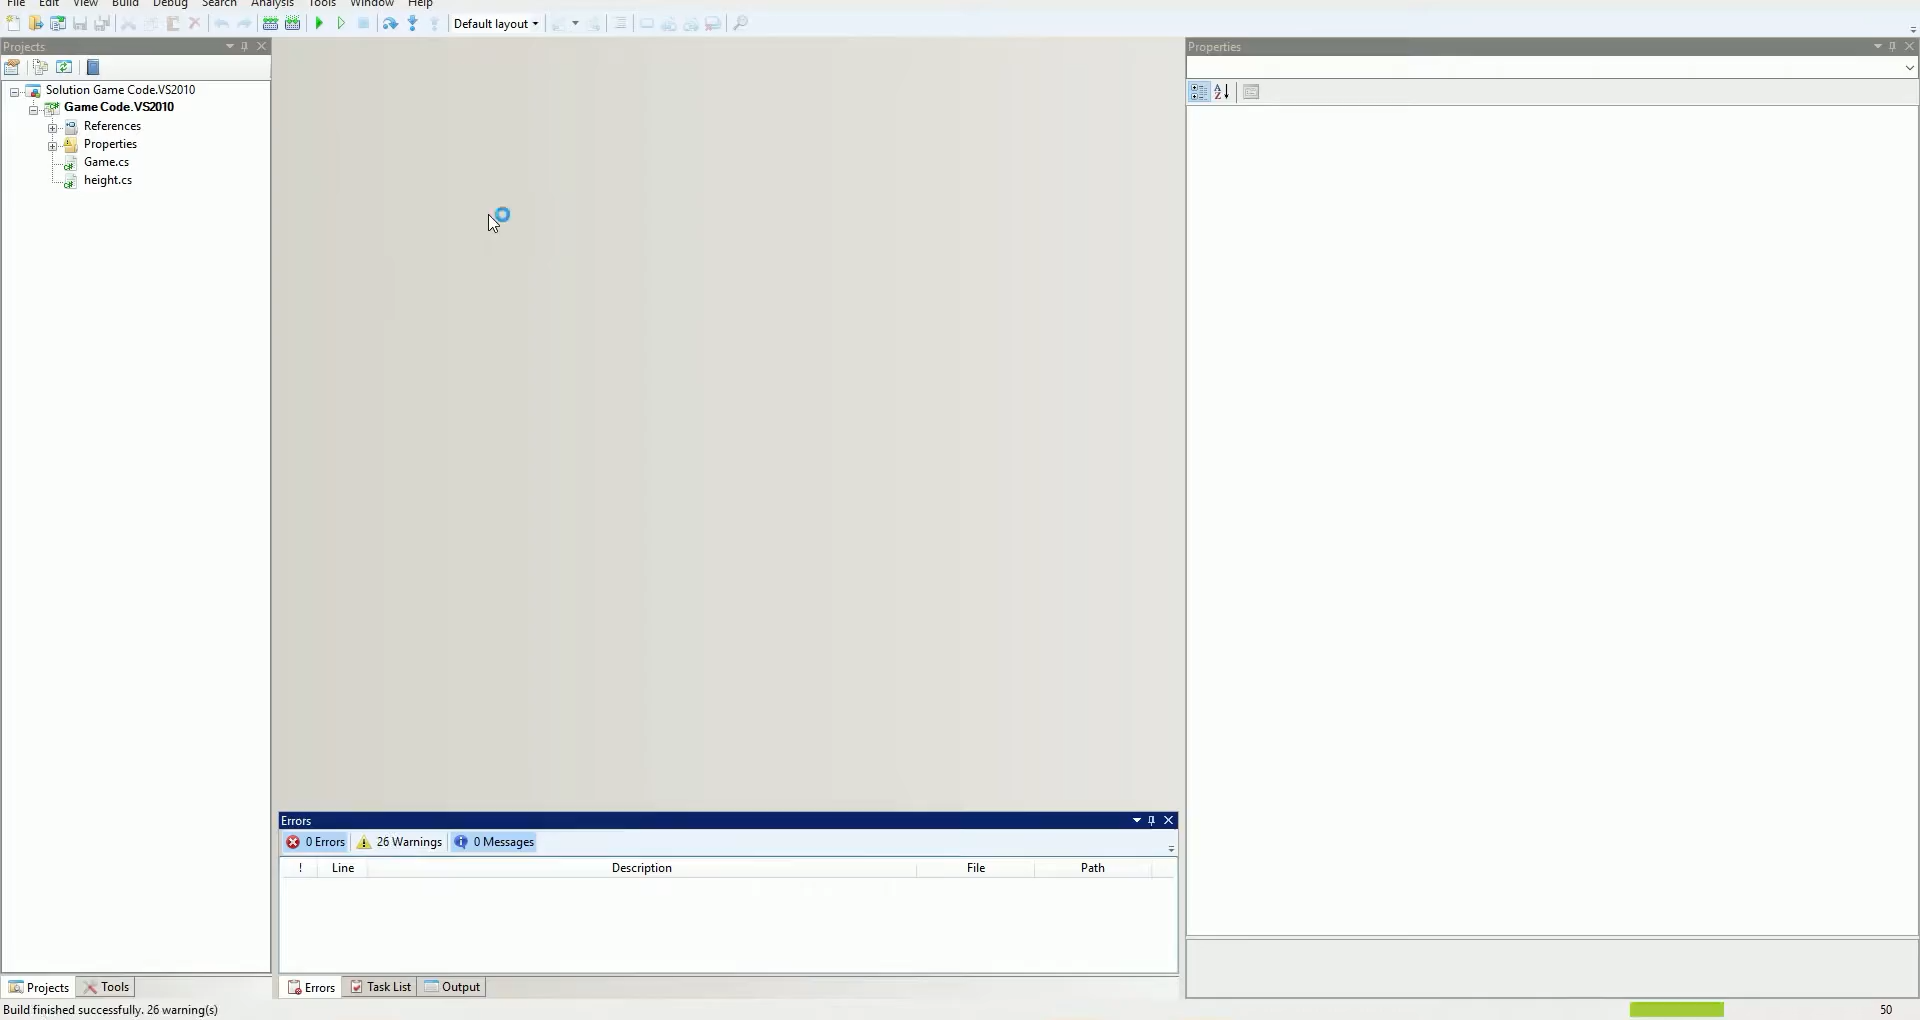 File Edit View Build Debug Search Analysis Tools Window Help
Default layout
Projects
Properties
Solution Game Code.VS2010
Game Code.VS2010
References
Properties
Game.cs
height.cs
Errors
0 Errors 26 Warnings 0 Messages
! Line Description File Path
Projects Tools
Errors Task List Output
Build finished successfully. 26 warning(s)
50